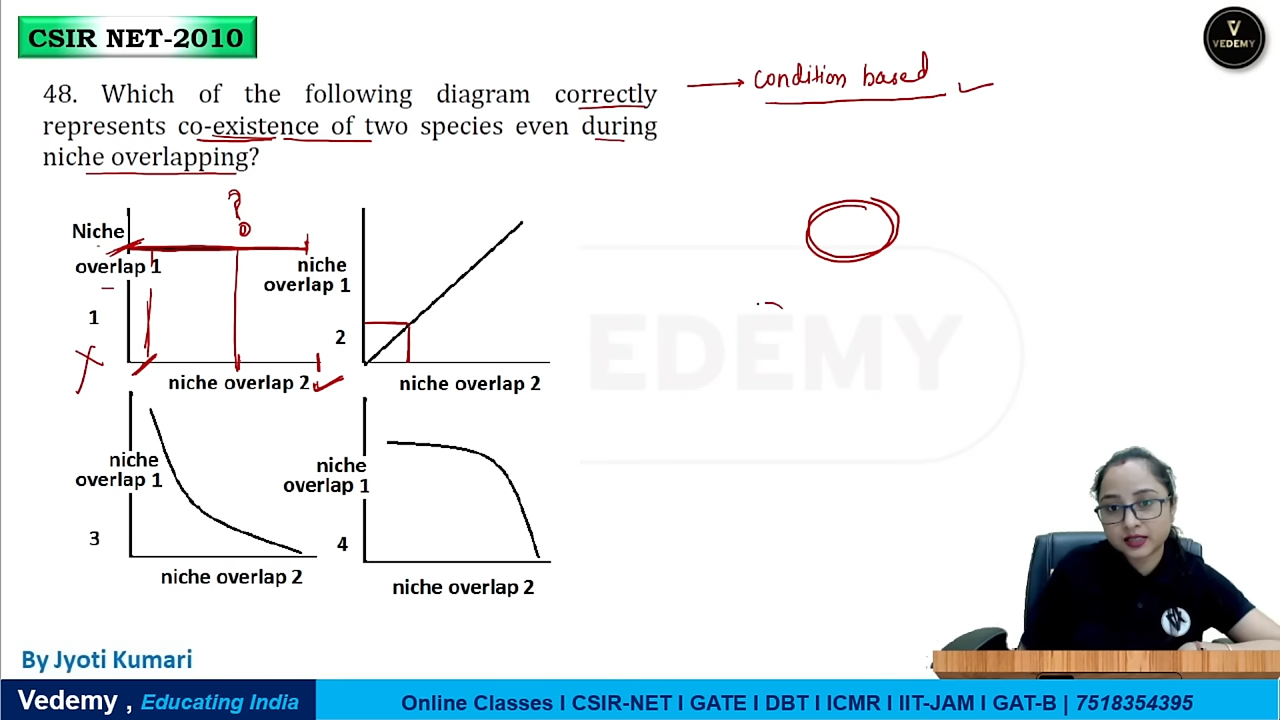 CSIR NET-2010
VEDEMY
condition based
48. Which of the following diagram correctly
represents co-existence of two species even during
niche overlapping?
Niche
overlap 1
1
niche overlap 2
niche
overlap 1
2
niche overlap 2
niche
overlap 1
3
niche overlap 2
niche
overlap 1
4
niche overlap 2
VEDEMY
By Jyoti Kumari
Vedemy , Educating India
Online Classes I CSIR-NET I GATE I DBT I ICMR I IIT-JAM I GAT-B | 7518354395